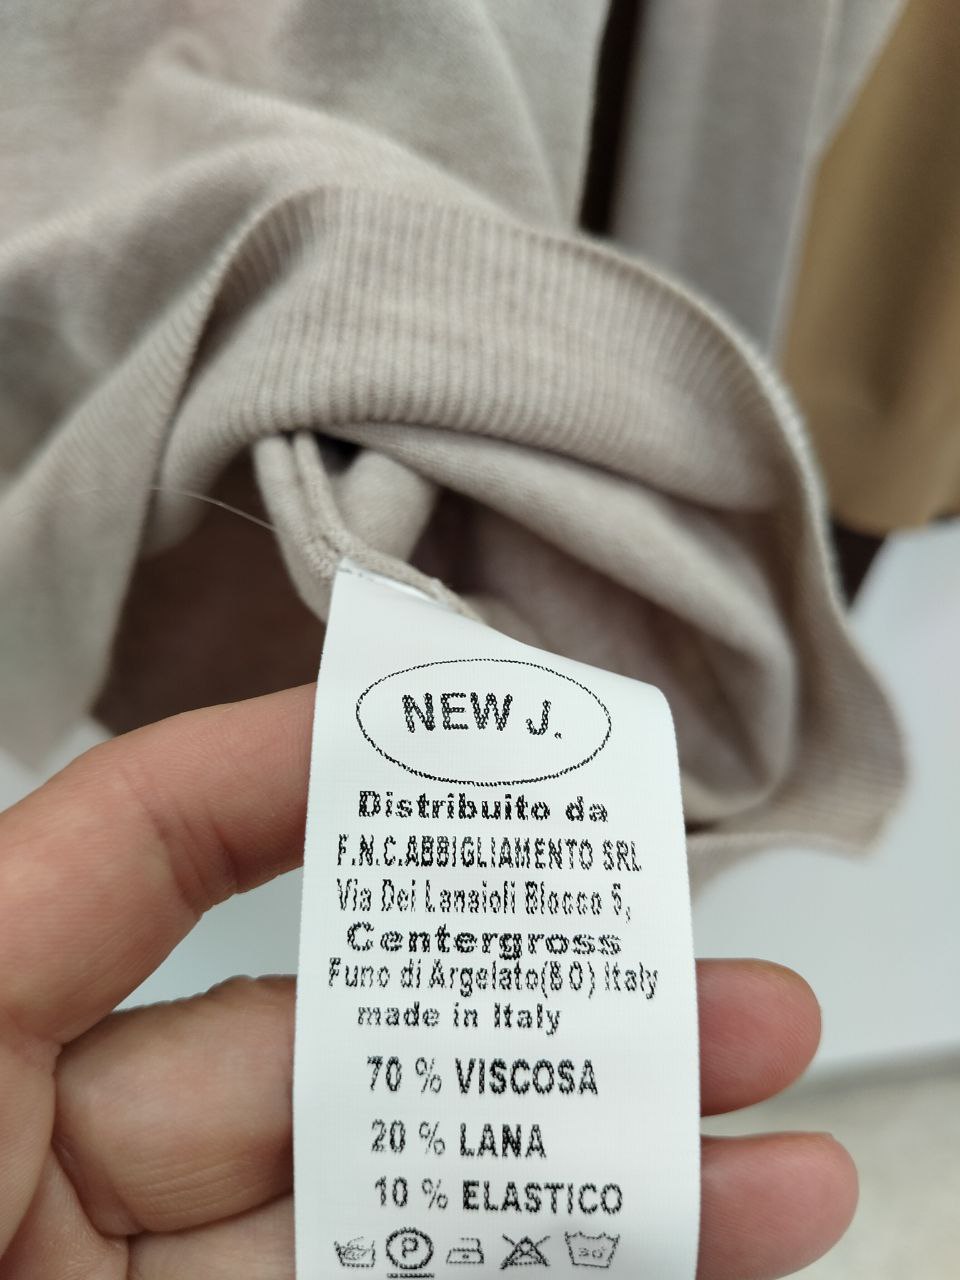 NEW J.
Distribuito da
F.N.C.ABBIGLIAMENTO SRL
Via Dei Lanaioli Blocco 5,
Centergross
Funo di Argelato(BO) Italy
made in Italy
70 % VISCOSA
20 % LANA
10 % ELASTICO
P 30°